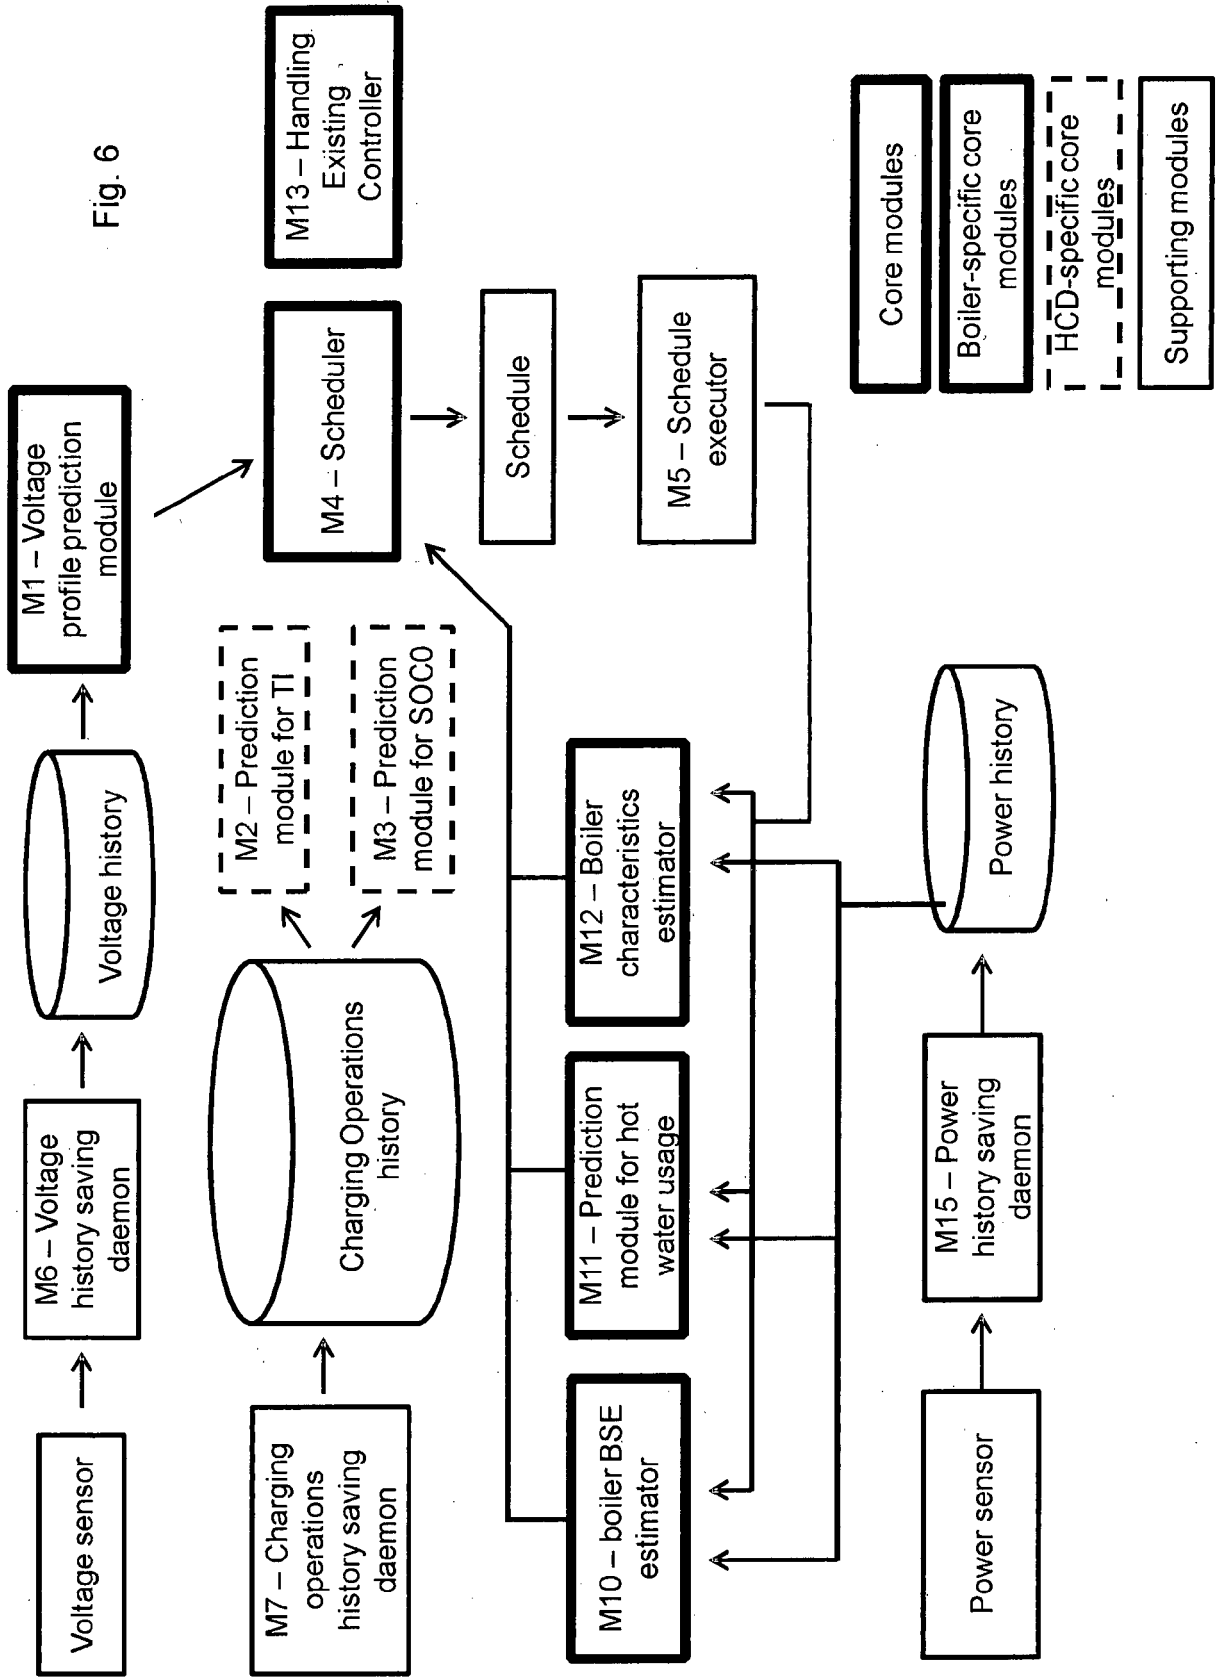 Fig. 6
Voltage sensor
M6 – Voltage
history saving
daemon
Voltage history
M1 – Voltage
profile prediction
module
M7 – Charging
operations
history saving
daemon
Charging Operations
history
M2 – Prediction
module for TI
M3 – Prediction
module for SOC0
M4 – Scheduler
M13 – Handling
Existing
Controller
Schedule
M5 – Schedule
executor
M10 – boiler BSE
estimator
M11 – Prediction
module for hot
water usage
M12 – Boiler
characteristics
estimator
Power sensor
M15 – Power
history saving
daemon
Power history
Core modules
Boiler-specific core
modules
HCD-specific core
modules
Supporting modules